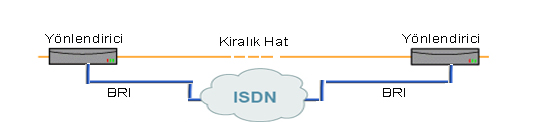 Yönlendirici
Kiralık Hat
Yönlendirici
BRI
ISDN
BRI